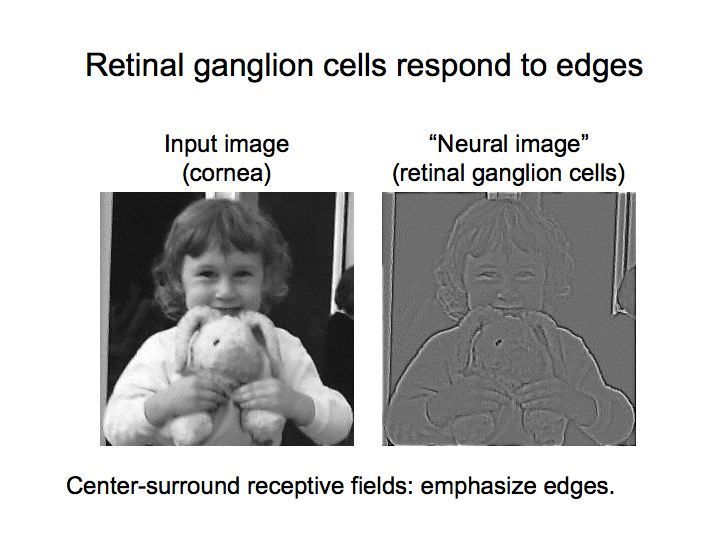 Retinal ganglion cells respond to edges
Input image
(cornea)
“Neural image”
(retinal ganglion cells)
Center-surround receptive fields: emphasize edges.